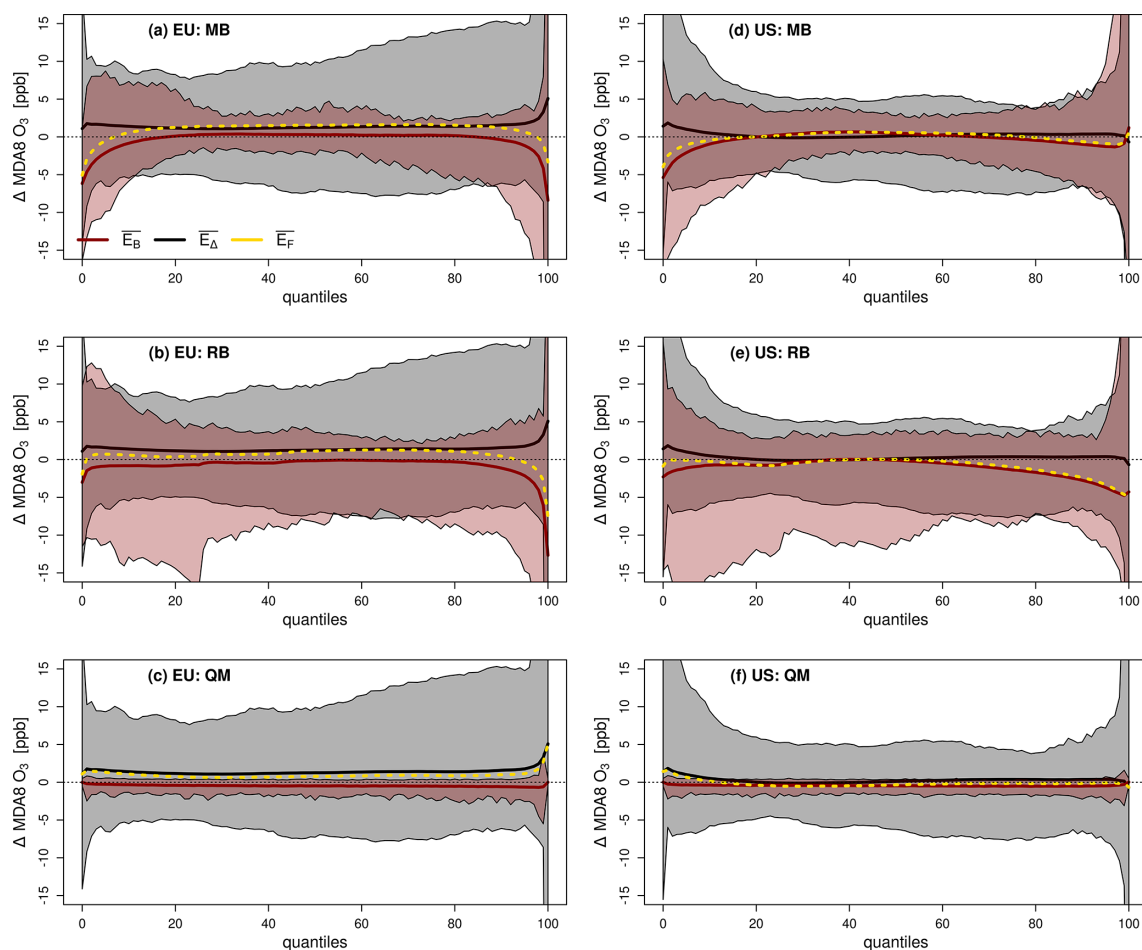 (a) EU: MB
Δ MDA8 O₃ [ppb]
15
10
5
0
-5
-10
-15
E_B E_Δ E_F
0 20 40 60 80 100
quantiles
(d) US: MB
Δ MDA8 O₃ [ppb]
15
10
5
0
-5
-10
-15
0 20 40 60 80 100
quantiles
(b) EU: RB
Δ MDA8 O₃ [ppb]
15
10
5
0
-5
-10
-15
0 20 40 60 80 100
quantiles
(e) US: RB
Δ MDA8 O₃ [ppb]
15
10
5
0
-5
-10
-15
0 20 40 60 80 100
quantiles
(c) EU: QM
Δ MDA8 O₃ [ppb]
15
10
5
0
-5
-10
-15
0 20 40 60 80 100
quantiles
(f) US: QM
Δ MDA8 O₃ [ppb]
15
10
5
0
-5
-10
-15
0 20 40 60 80 100
quantiles